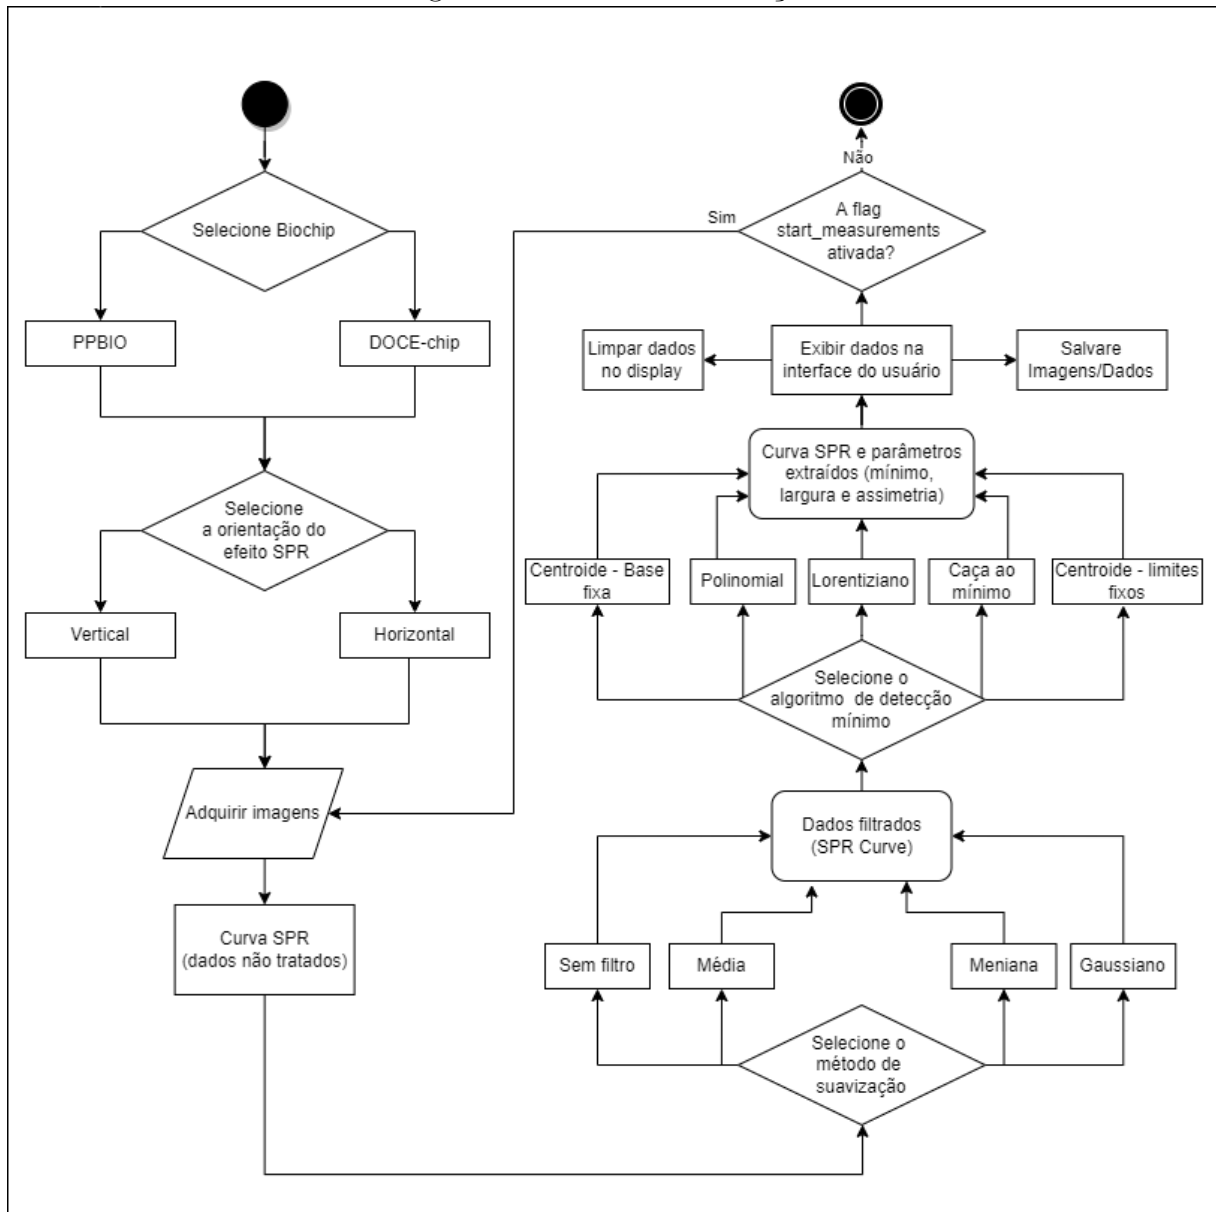 Selecione Biochip
PPBIO
DOCE-chip
Selecione
a orientação do
efeito SPR
Vertical
Horizontal
Adquirir imagens
Curva SPR
(dados não tratados)
Selecione o
método de
suavização
Sem filtro
Média
Meniana
Gaussiano
Dados filtrados
(SPR Curve)
Selecione o
algoritmo de detecção
mínimo
Centroide - Base
fixa
Polinomial
Lorentiziano
Caça ao
mínimo
Centroide - limites
fixos
Curva SPR e parâmetros
extraídos (mínimo,
largura e assimetria)
Exibir dados na
interface do usuário
Limpar dados
no display
Salvare
Imagens/Dados
A flag
start_measurements
ativada?
Sim
Não